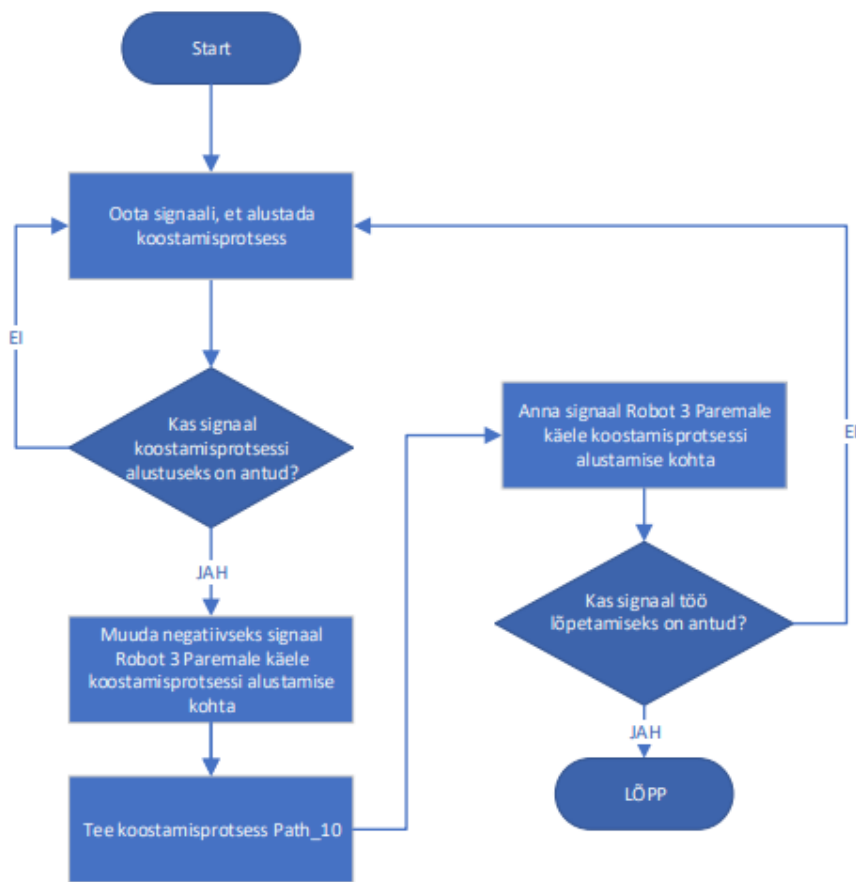 Start
Oota signaali, et alustada
koostamisprotsess
EI
Kas signaal
koostamisprotsessi
alustuseks on antud?
JAH
Muuda negatiivseks signaal
Robot 3 Paremale käele
koostamisprotsessi alustamise
kohta
Tee koostamisprotsess Path_10
Anna signaal Robot 3 Paremale
käele koostamisprotsessi
alustamise kohta
EI
Kas signaal töö
lõpetamiseks on antud?
JAH
LÕPP